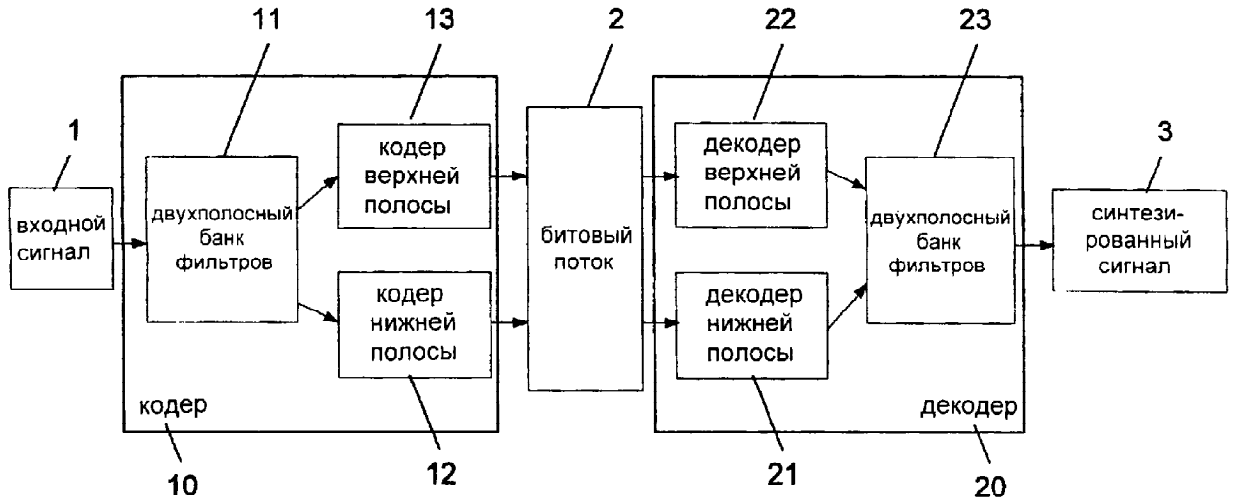 11
13
2
22
23
1
3
входной
сигнал
двухполосный
банк
фильтров
кодер
верхней
полосы
кодер
нижней
полосы
битовый
поток
декодер
верхней
полосы
декодер
нижней
полосы
двухполосный
банк
фильтров
синтези-
рованный
сигнал
кодер
декодер
10
12
21
20